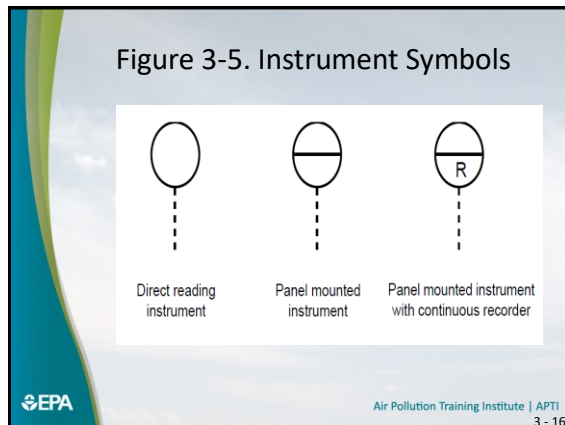 Figure 3-5. Instrument Symbols
R
Direct reading
instrument
Panel mounted
instrument
Panel mounted instrument
with continuous recorder
EPA
Air Pollution Training Institute | APTI
3 - 16